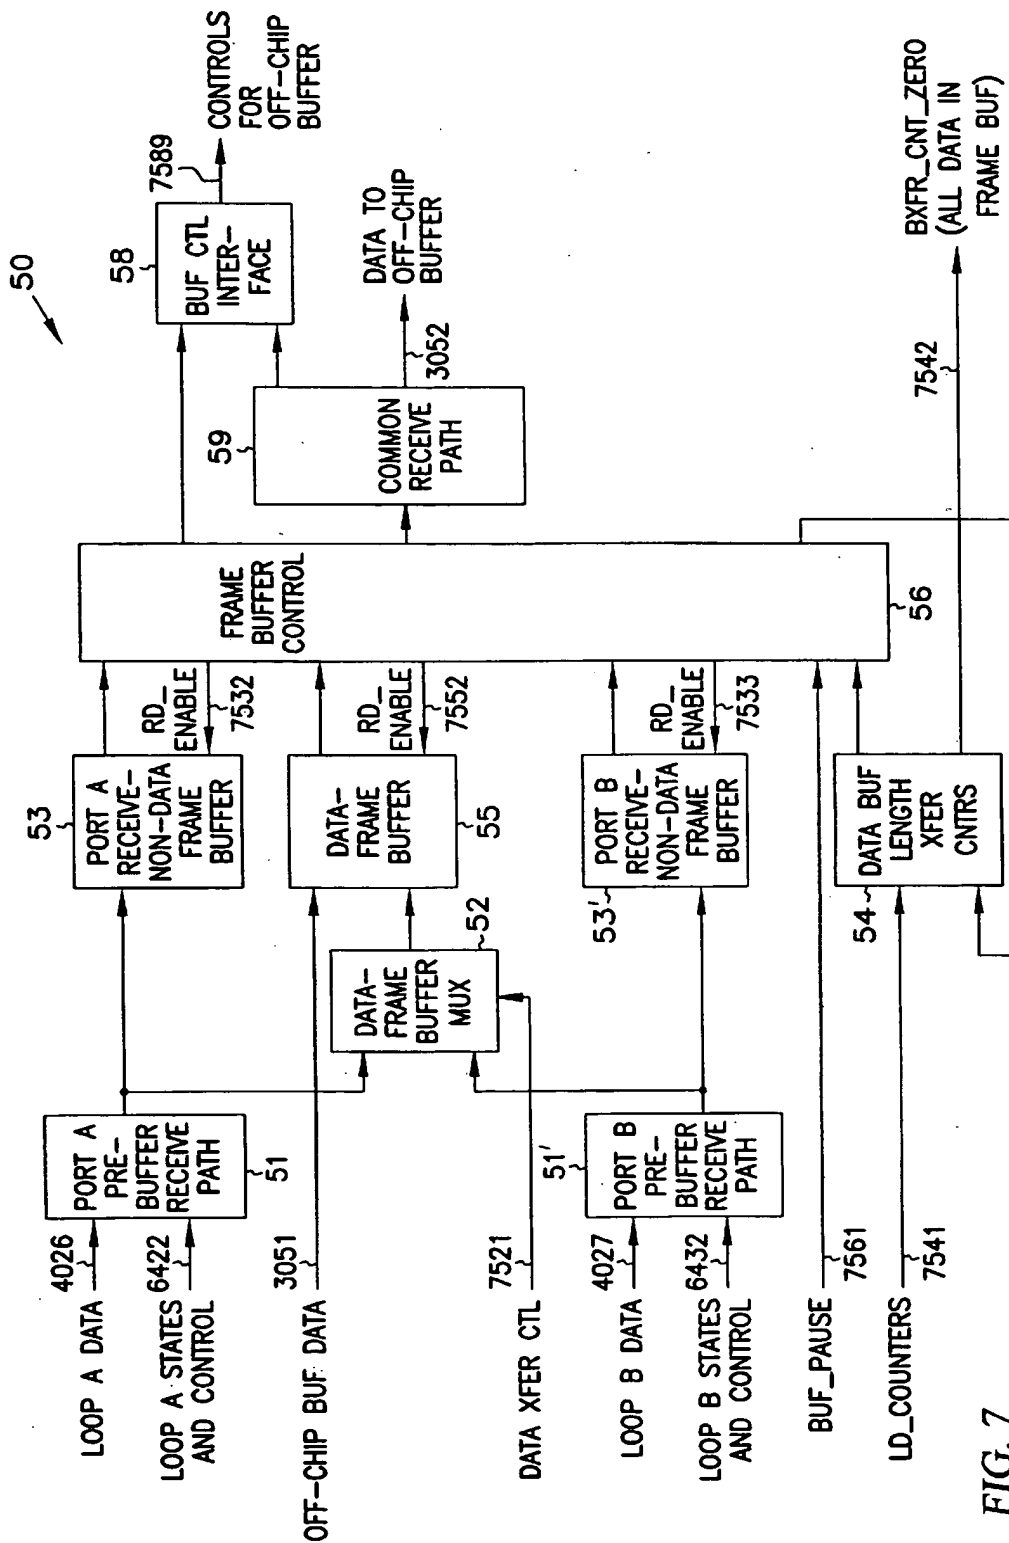 50
LOOP A DATA
4026
LOOP A STATES
AND CONTROL
6422
PORT A
PRE-
BUFFER
RECEIVE
PATH
51
53
PORT A
RECEIVE-
NON-DATA
FRAME
BUFFER
RD_
ENABLE
7532
OFF-CHIP BUF DATA
3051
DATA-
FRAME
BUFFER
55
RD_
ENABLE
7552
DATA XFER CTL
7521
DATA-
FRAME
BUFFER
MUX
52
LOOP B DATA
4027
LOOP B STATES
AND CONTROL
6432
PORT B
PRE-
BUFFER
RECEIVE
PATH
51'
PORT B
RECEIVE-
NON-DATA
FRAME
BUFFER
53'
RD_
ENABLE
7533
BUF_PAUSE
7561
LD_COUNTERS
7541
DATA BUF
LENGTH
XFER
CNTRS
54
FRAME
BUFFER
CONTROL
56
COMMON
RECEIVE
PATH
59
BUF CTL
INTER-
FACE
58
7589
CONTROLS
FOR
OFF-CHIP
BUFFER
3052
DATA TO
OFF-CHIP
BUFFER
7542
BXFR_CNT_ZERO
(ALL DATA IN
FRAME BUF)
FIG. 7